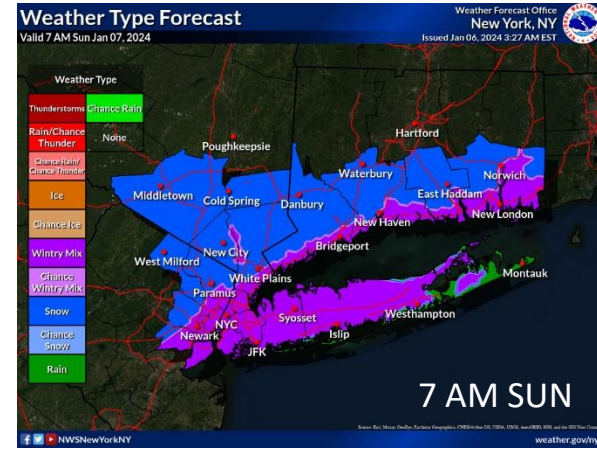 Weather Type Forecast
Valid 7 AM Sun Jan 07, 2024
Weather Forecast Office
New York, NY
Issued Jan 06, 2024 3:27 AM EST
Weather Type
Thunderstorms
Chance Rain
Rain/Chance
Thunder
None
Chance Rain/
Chance Thunder
Ice
Chance Ice
Wintry Mix
Chance
Wintry Mix
Snow
Chance
Snow
Rain
Poughkeepsie
Hartford
Waterbury
Norwich
Middletown
Cold Spring
Danbury
East Haddam
New Haven
New London
Bridgeport
West Milford
New City
White Plains
Montauk
Paramus
NYC
Syosset
Westhampton
Newark
Islip
JFK
7 AM SUN
NWSNewYorkNY
weather.gov/ny